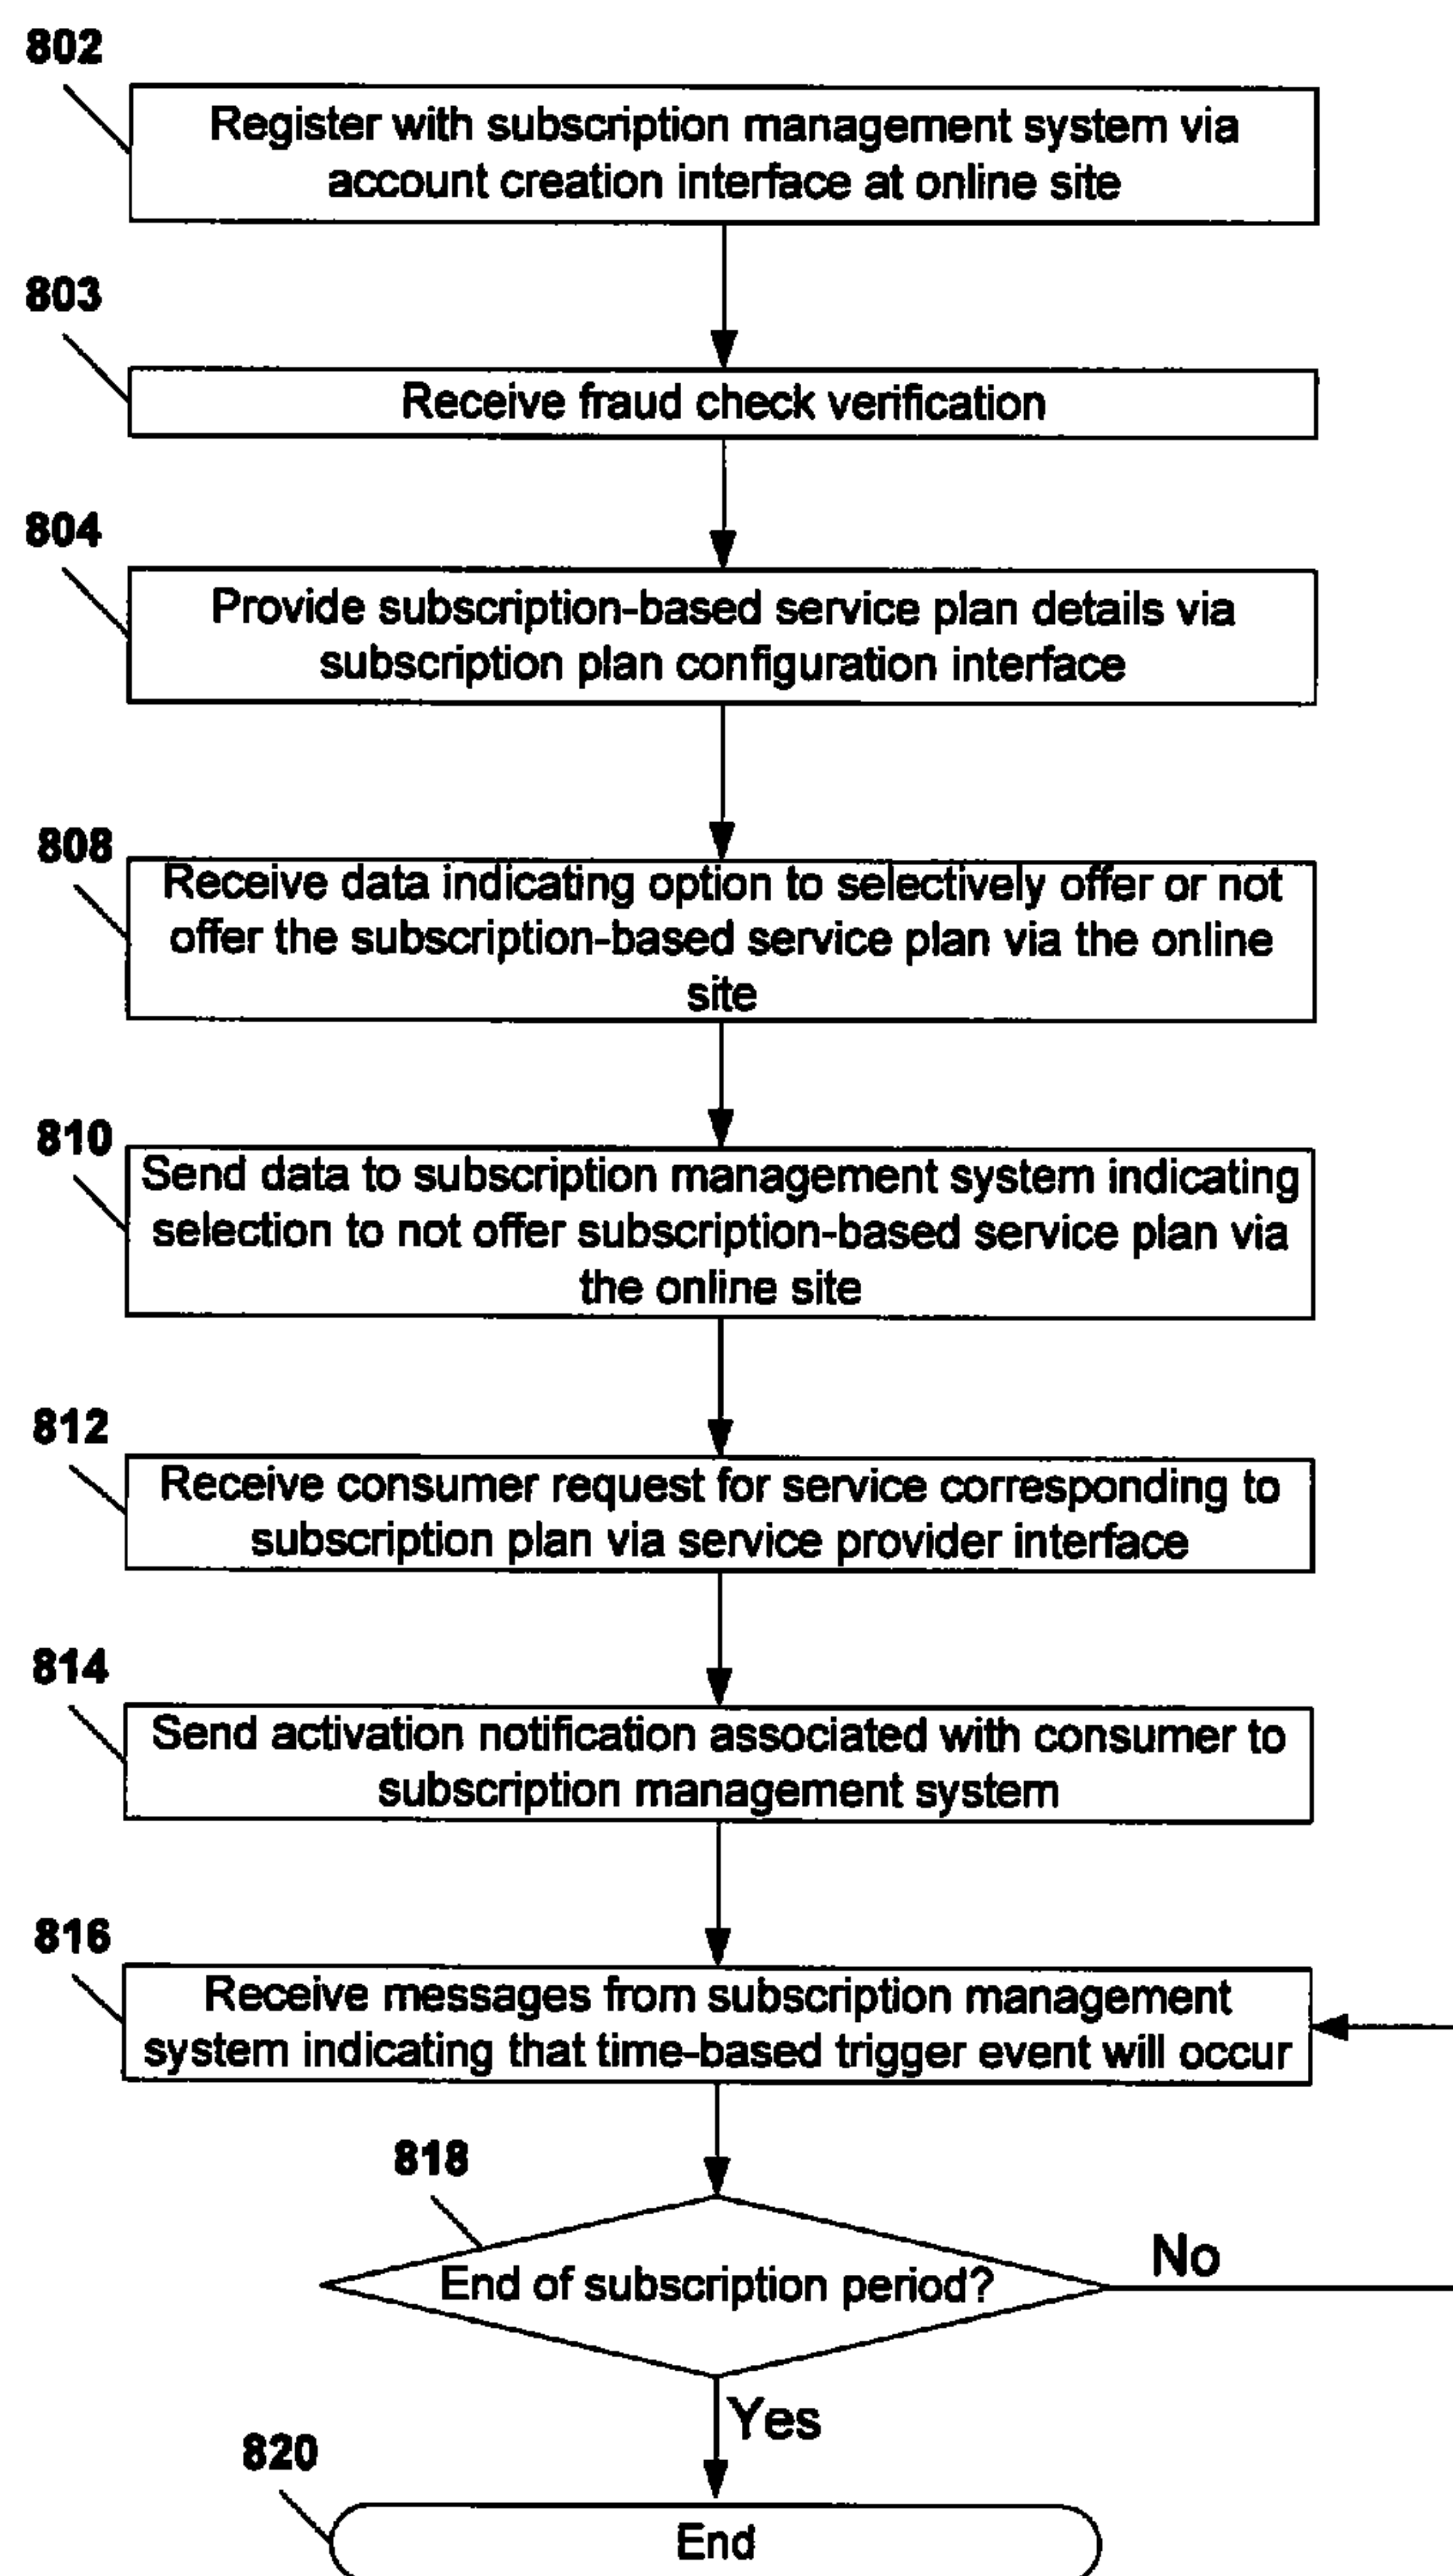 802
Register with subscription management system via
account creation interface at online site
803
Receive fraud check verification
804
Provide subscription-based service plan details via
subscription plan configuration interface
808
Receive data indicating option to selectively offer or not
offer the subscription-based service plan via the online
site
810
Send data to subscription management system indicating
selection to not offer subscription-based service plan via
the online site
812
Receive consumer request for service corresponding to
subscription plan via service provider interface
814
Send activation notification associated with consumer to
subscription management system
816
Receive messages from subscription management
system indicating that time-based trigger event will occur
818
End of subscription period?
No
Yes
820
End